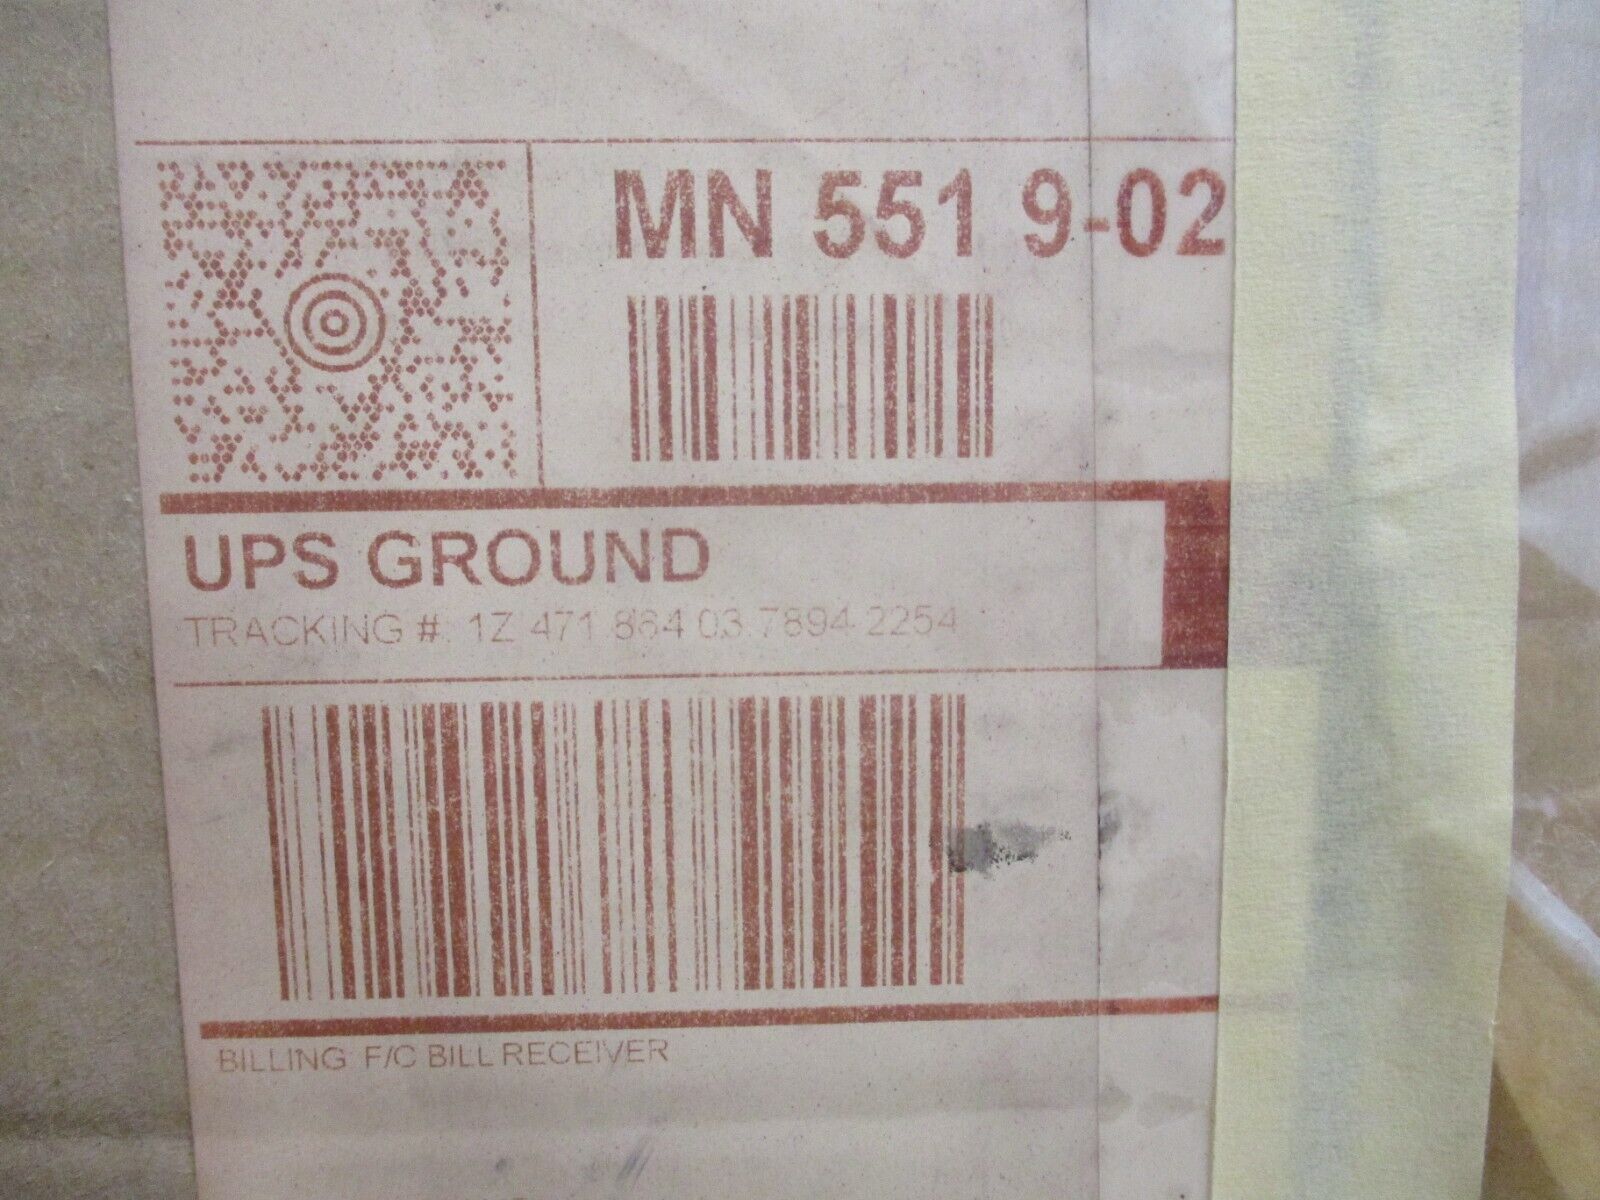 MN 551 9-02
UPS GROUND
TRACKING #: 1Z 471 864 03 7894 2254
BILLING F/C BILL RECEIVER